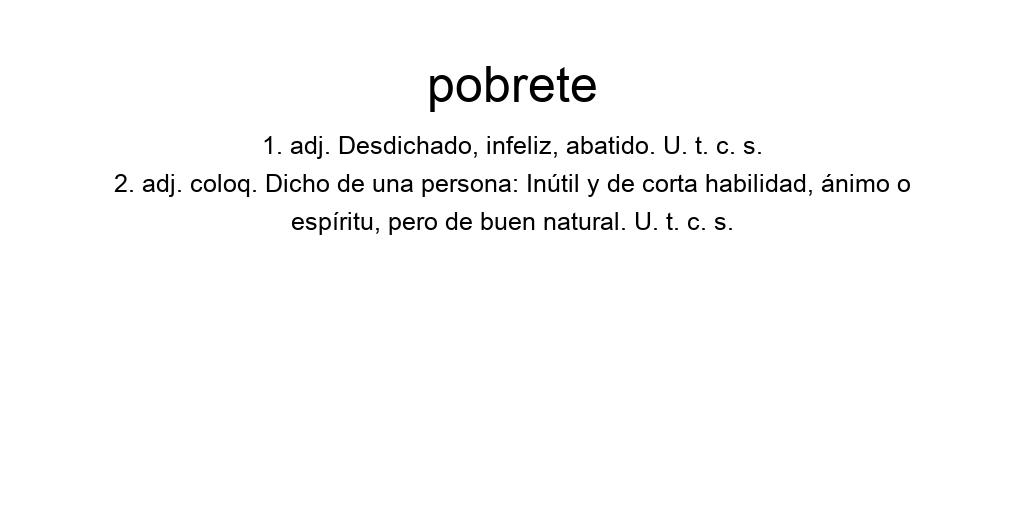 pobrete
1. adj. Desdichado, infeliz, abatido. U. t. c. s.
2. adj. coloq. Dicho de una persona: Inútil y de corta habilidad, ánimo o
espíritu, pero de buen natural. U. t. c. s.